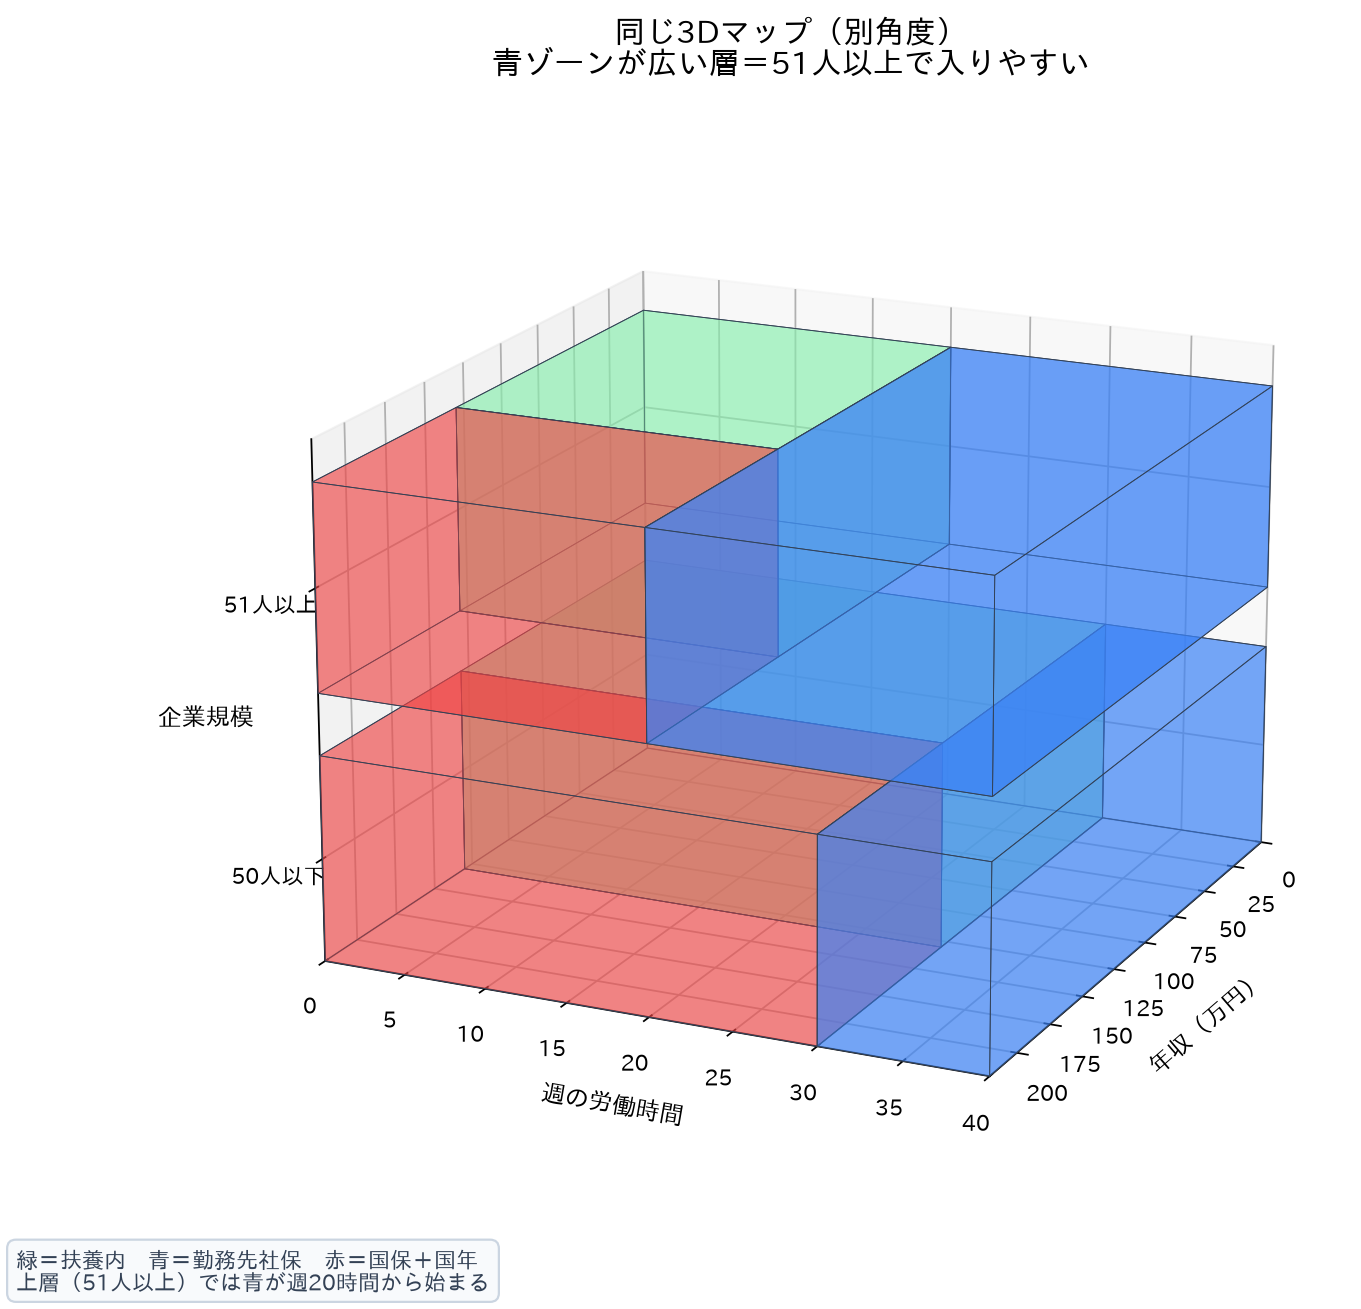 同じ3Dマップ（別角度）
青ゾーンが広い層＝51人以上で入りやすい
51人以上
企業規模
50人以下
0
5
10
15
20
25
30
35
40
週の労働時間
0
25
50
75
100
125
150
175
200
年収（万円）
緑＝扶養内　青＝勤務先社保　赤＝国保＋国年
上層（51人以上）では青が週20時間から始まる